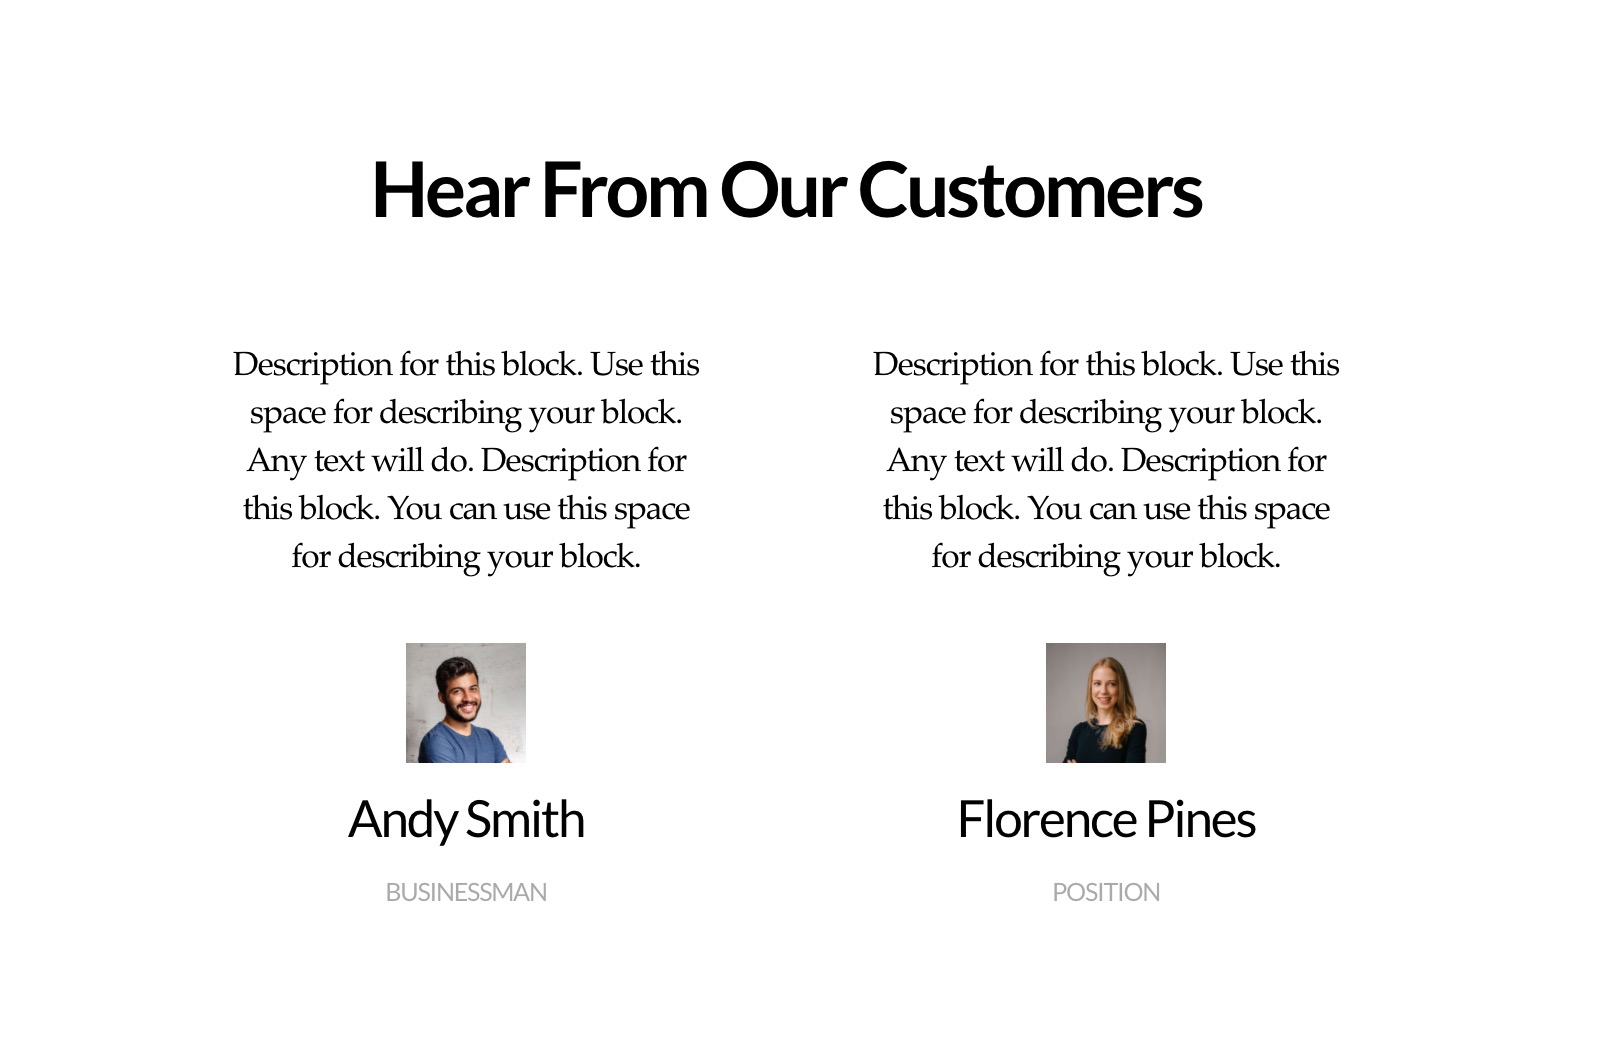 Hear From Our Customers
Description for this block. Use this
space for describing your block.
Any text will do. Description for
this block. You can use this space
for describing your block.
Andy Smith
BUSINESSMAN
Description for this block. Use this
space for describing your block.
Any text will do. Description for
this block. You can use this space
for describing your block.
Florence Pines
POSITION